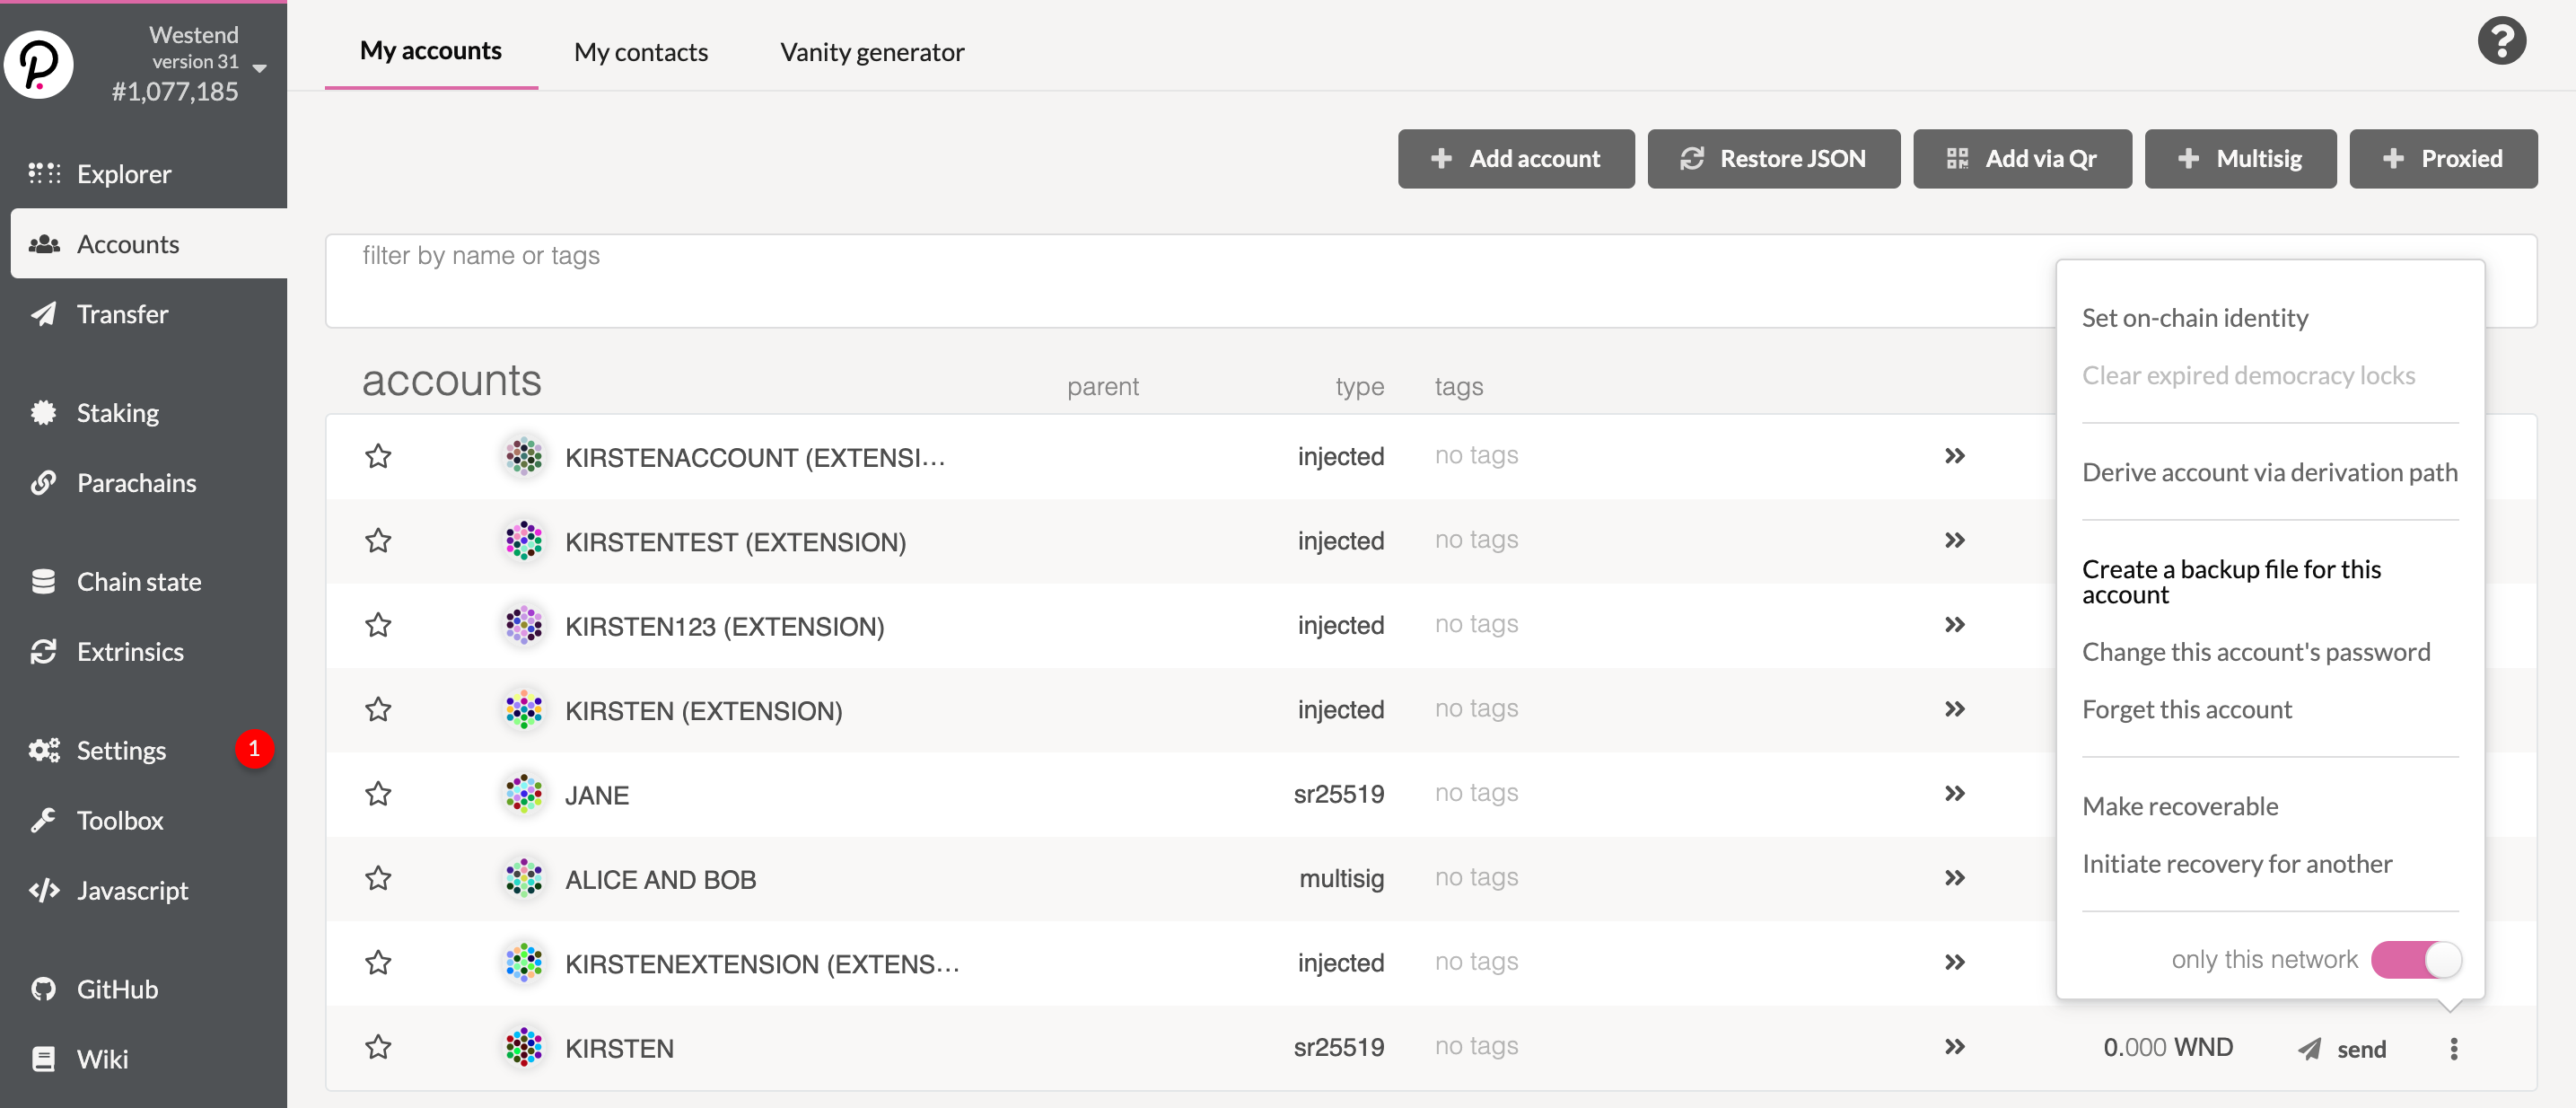 Westend
version 31
#1,077,185
Explorer
Accounts
Transfer
Staking
Parachains
Chain state
Extrinsics
Settings
1
Toolbox
Javascript
GitHub
Wiki
My accounts My contacts Vanity generator
Add account Restore JSON Add via Qr Multisig Proxied
filter by name or tags
accounts parent type tags
KIRSTENACCOUNT (EXTENSI... injected no tags
KIRSTENTEST (EXTENSION) injected no tags
KIRSTEN123 (EXTENSION) injected no tags
KIRSTEN (EXTENSION) injected no tags
JANE sr25519 no tags
ALICE AND BOB multisig no tags
KIRSTENEXTENSION (EXTENS... injected no tags
KIRSTEN sr25519 no tags 0.000 WND send
Set on-chain identity
Clear expired democracy locks
Derive account via derivation path
Create a backup file for this
account
Change this account's password
Forget this account
Make recoverable
Initiate recovery for another
only this network